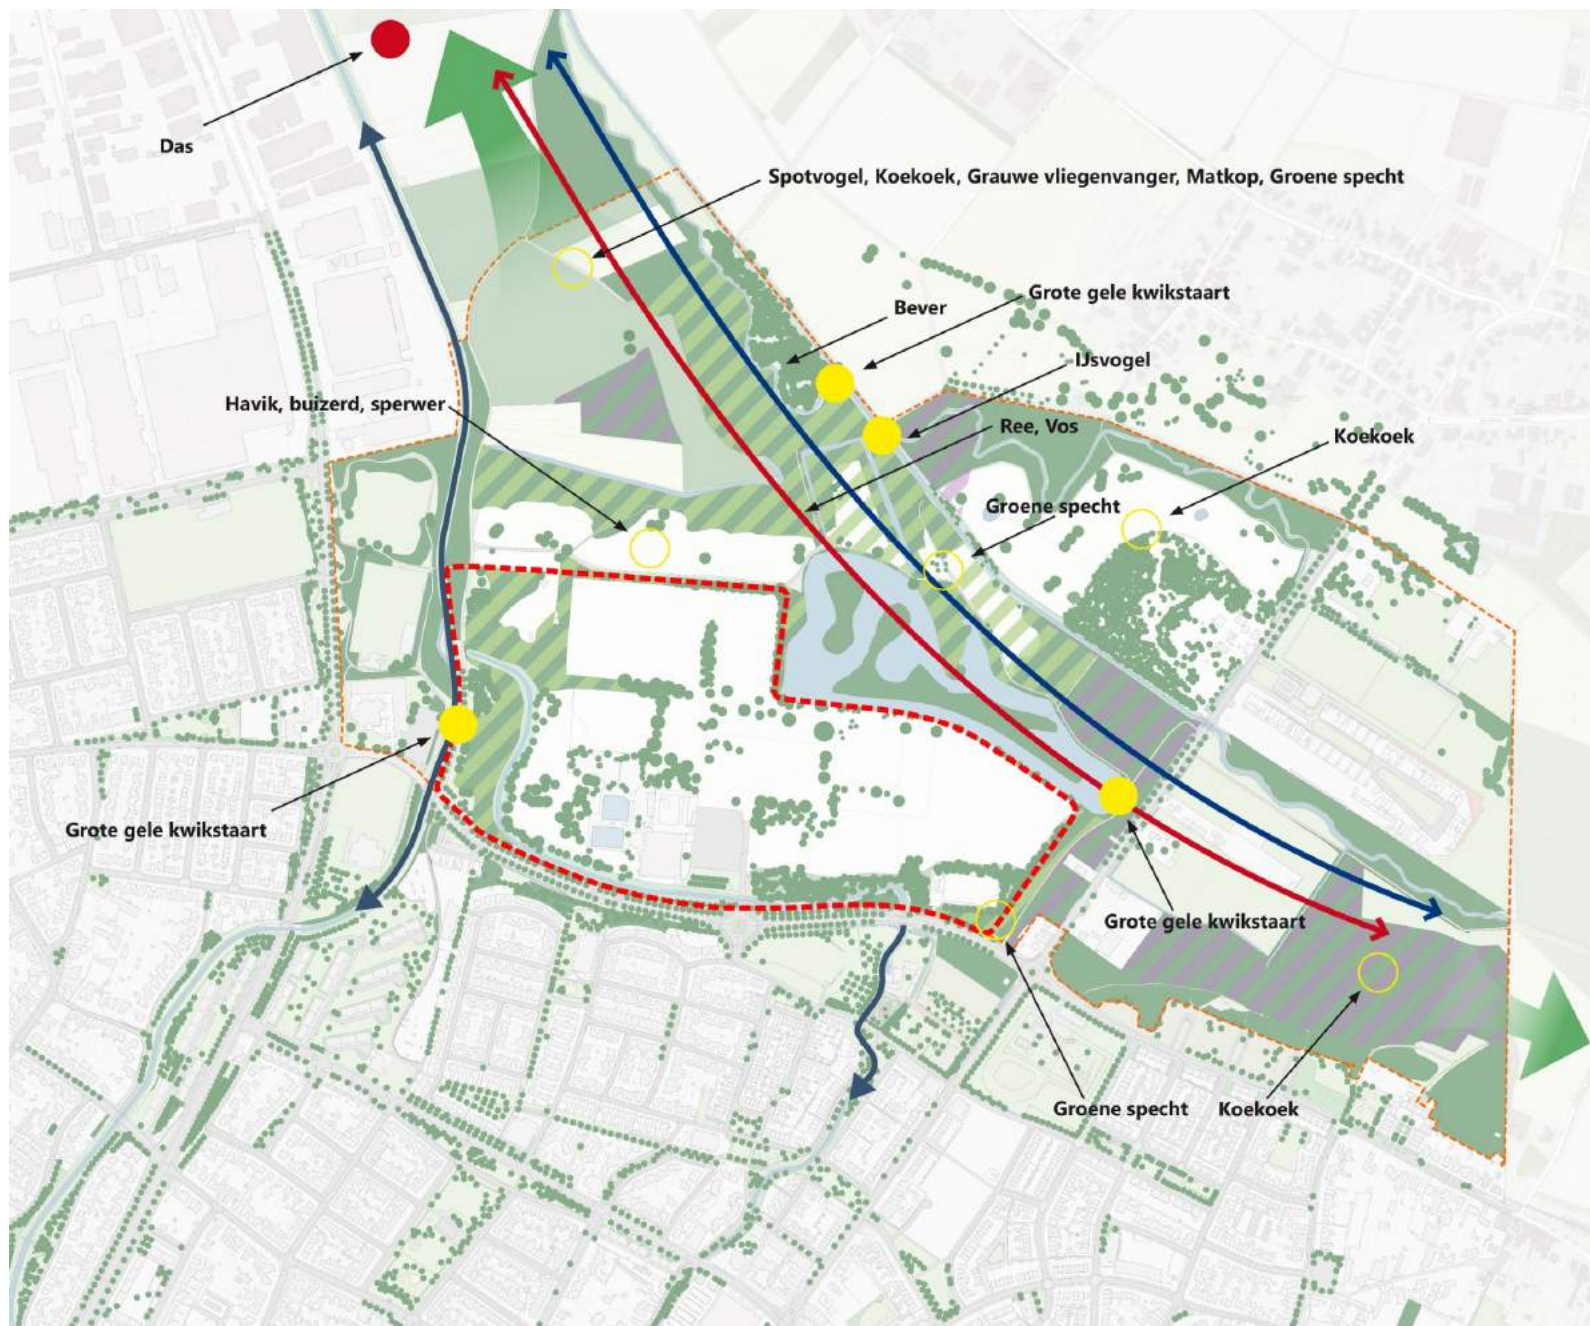 Das
Spotvogel, Koekoek, Grauwe vliegenvanger, Matkop, Groene specht
Grote gele kwikstaart
Bever
IJsvogel
Havik, buizerd, sperwer
Ree, Vos
Koekoek
Groene specht
Grote gele kwikstaart
Grote gele kwikstaart
Groene specht
Koekoek